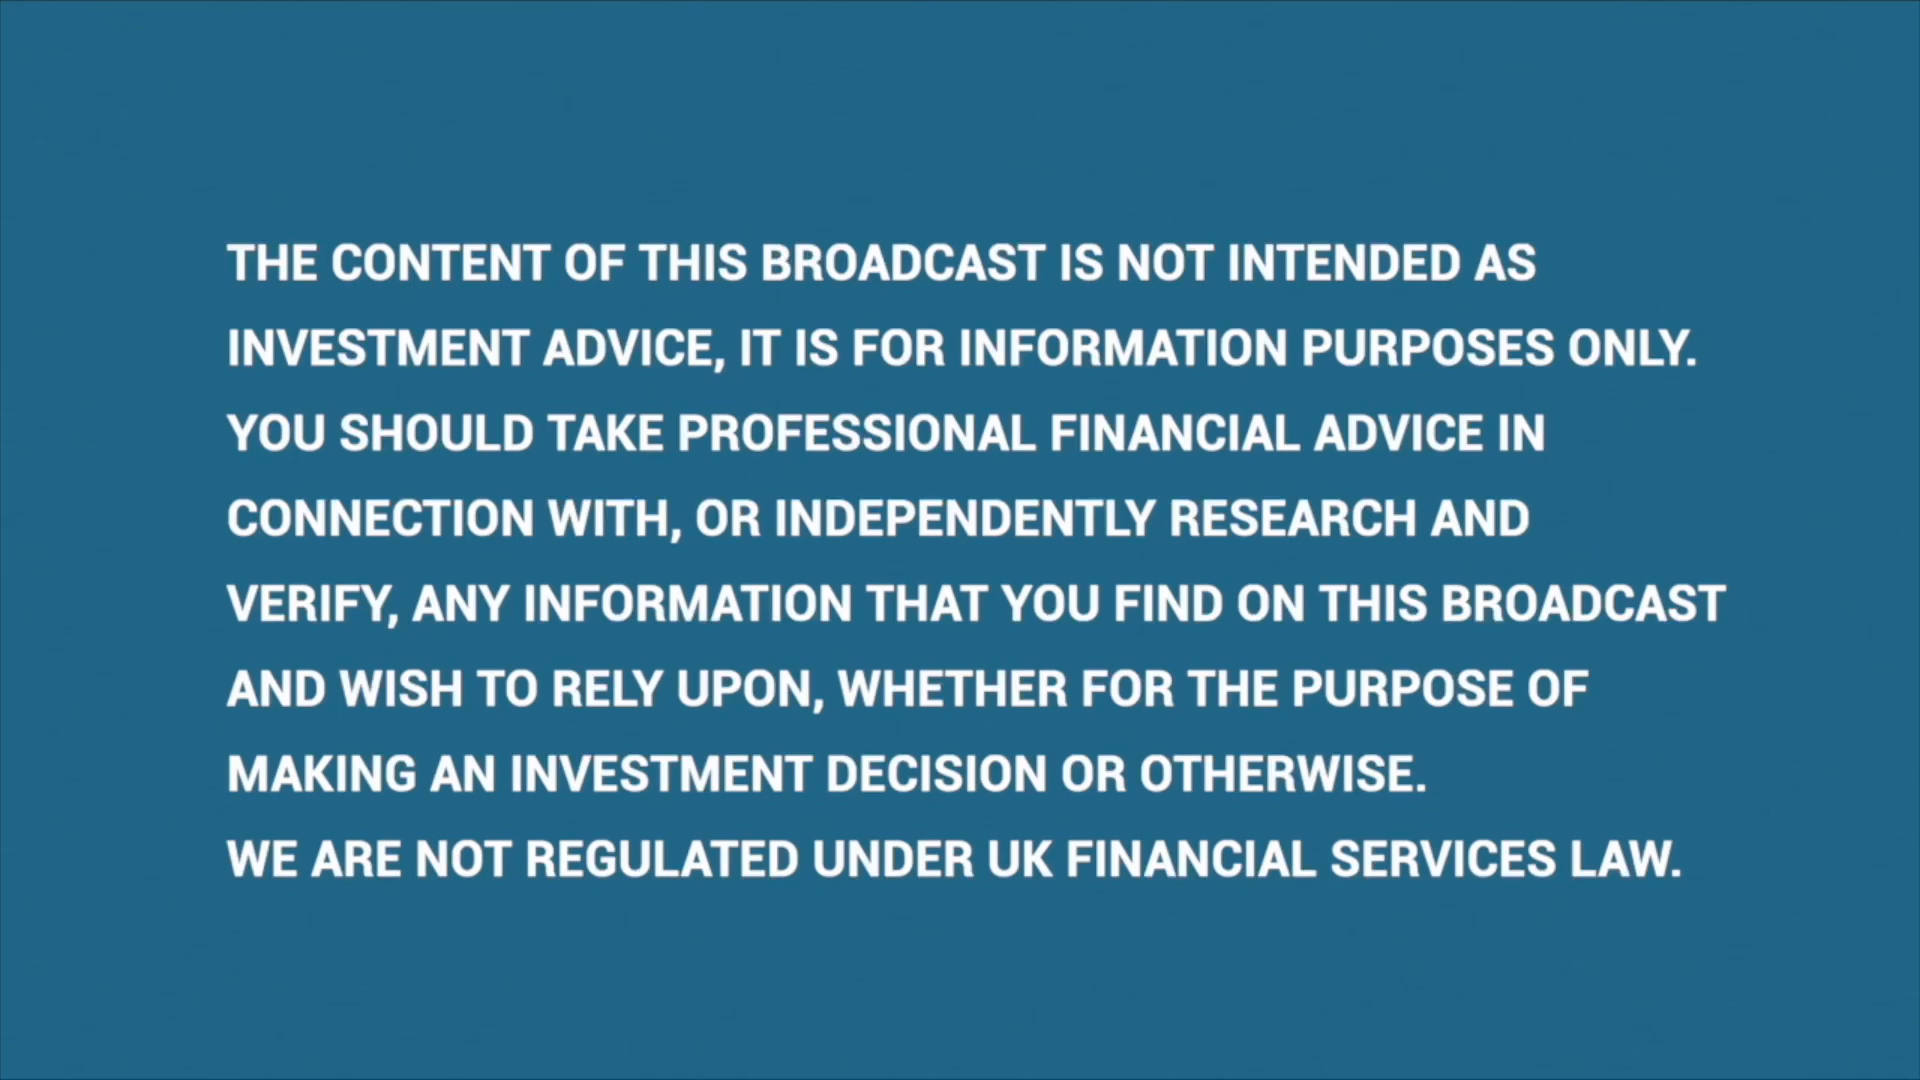 THE CONTENT OF THIS BROADCAST IS NOT INTENDED AS
INVESTMENT ADVICE, IT IS FOR INFORMATION PURPOSES ONLY.
YOU SHOULD TAKE PROFESSIONAL FINANCIAL ADVICE IN
CONNECTION WITH, OR INDEPENDENTLY RESEARCH AND
VERIFY, ANY INFORMATION THAT YOU FIND ON THIS BROADCAST
AND WISH TO RELY UPON, WHETHER FOR THE PURPOSE OF
MAKING AN INVESTMENT DECISION OR OTHERWISE.
WE ARE NOT REGULATED UNDER UK FINANCIAL SERVICES LAW.